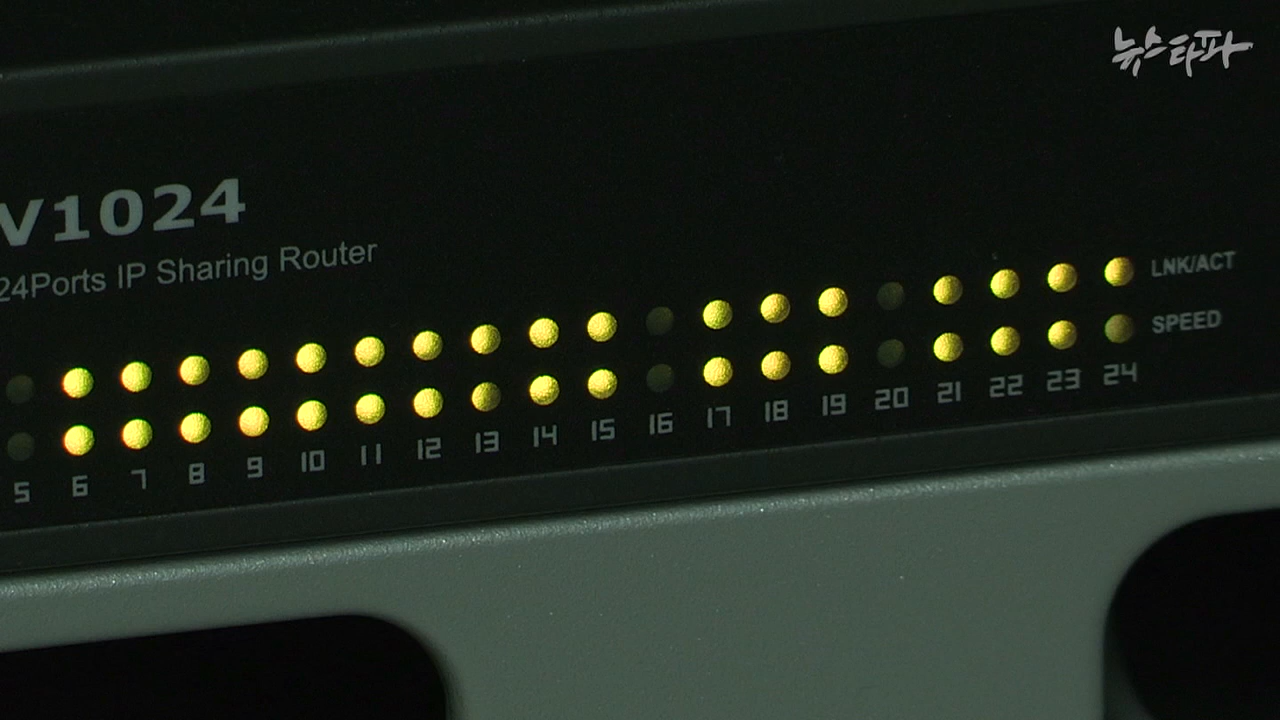 뉴스타파
V1024
24Ports IP Sharing Router
LNK/ACT
SPEED
5 6 7 8 9 10 11 12 13 14 15 16 17 18 19 20 21 22 23 24